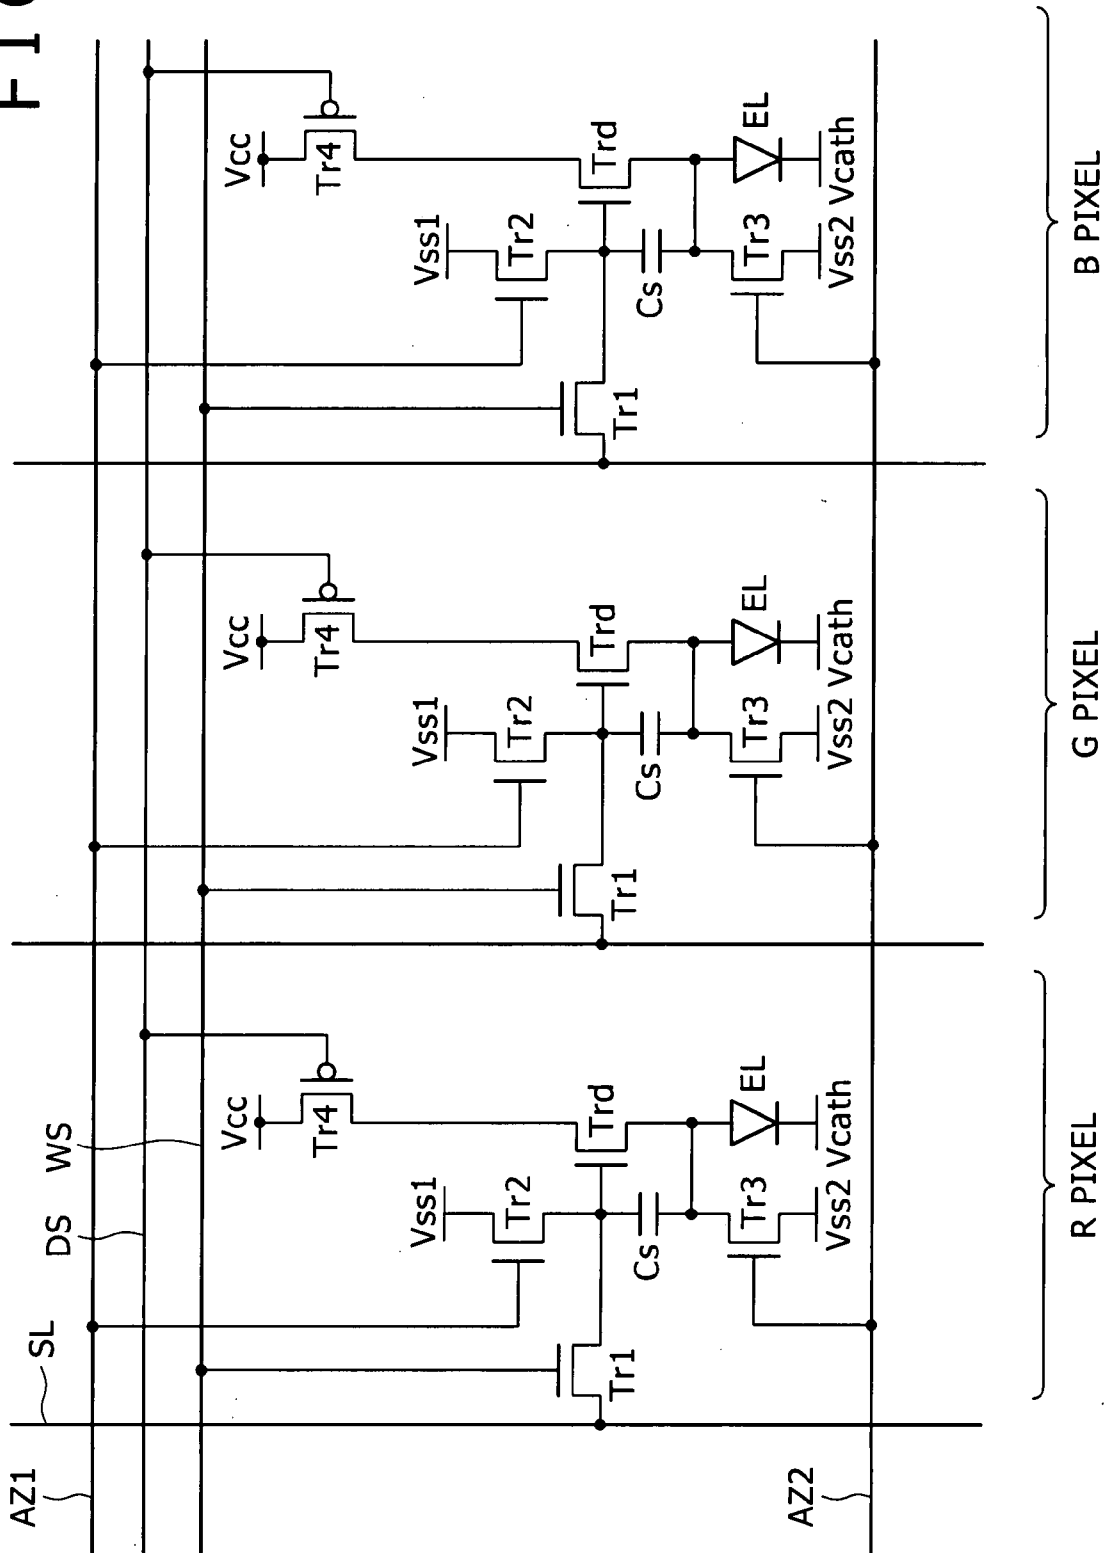 F I
AZ1
SL
DS
WS
Vcc
Tr4
Vss1
Tr2
Trd
Tr1
Cs
Tr3
EL
Vss2
Vcath
Vcc
Tr4
Vss1
Tr2
Trd
Tr1
Cs
Tr3
EL
Vss2
Vcath
Vcc
Tr4
Vss1
Tr2
Trd
Tr1
Cs
Tr3
EL
Vss2
Vcath
AZ2
R PIXEL
G PIXEL
B PIXEL